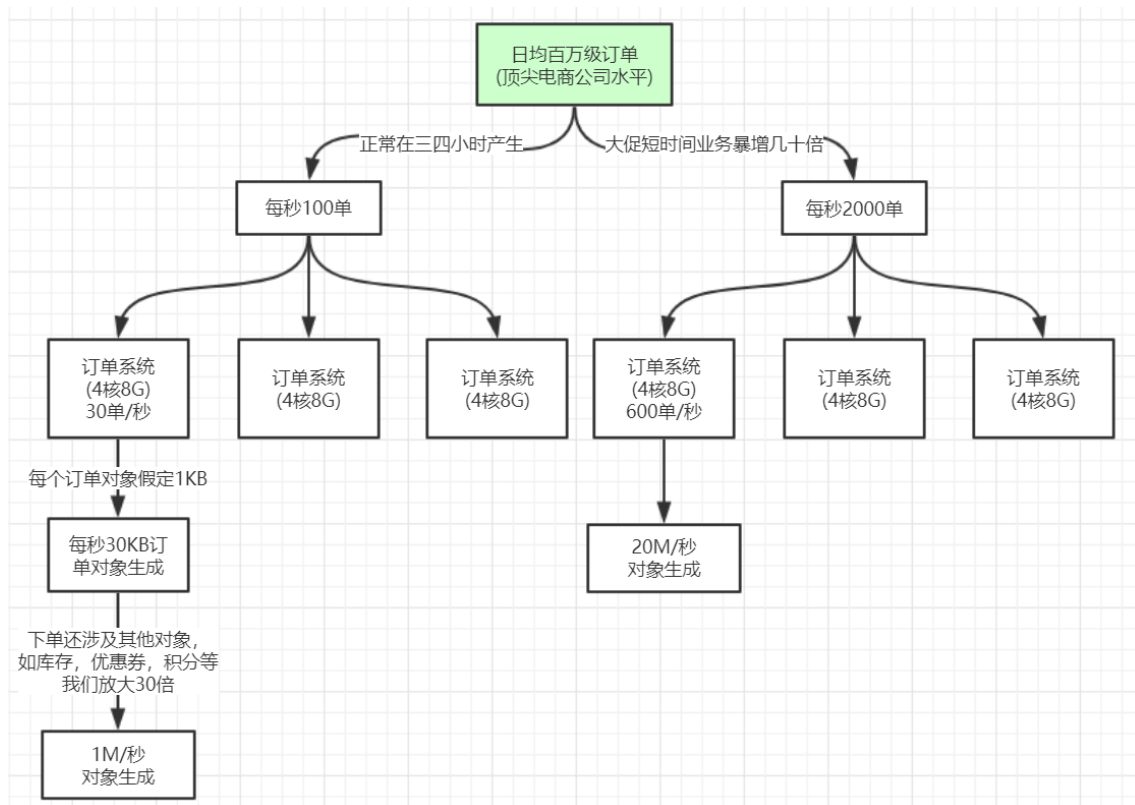 日均百万级订单
(顶尖电商公司水平)
正常在三四小时产生
大促短时间业务暴增几十倍
每秒100单
每秒2000单
订单系统
(4核8G)
30单/秒
订单系统
(4核8G)
订单系统
(4核8G)
订单系统
(4核8G)
600单/秒
订单系统
(4核8G)
订单系统
(4核8G)
每个订单对象假定1KB
每秒30KB订
单对象生成
20M/秒
对象生成
下单还涉及其他对象,
如库存，优惠券，积分等
我们放大30倍
1M/秒
对象生成